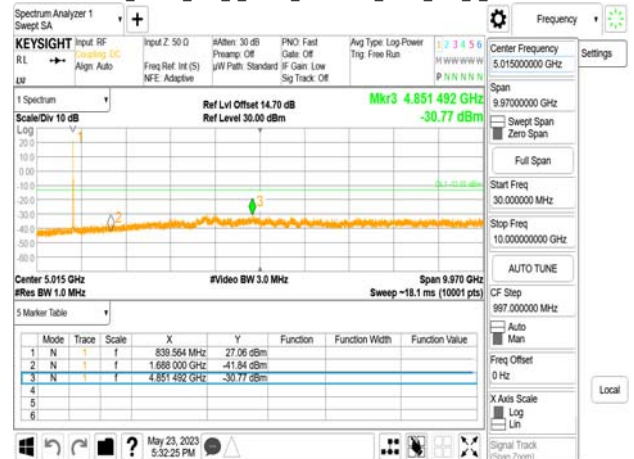 Spectrum Analyzer 1
Swept SA
Frequency
KEYSIGHT
RL
Input: RF
Coupling: DC
Align: Auto
Input Z: 50 Ω
Freq Ref: Int (S)
NFE: Adaptive
#Atten: 30 dB
Preamp: Off
µW Path: Standard
PNO: Fast
Gate: Off
IF Gain: Low
Sig Track: Off
Avg Type: Log-Power
Trig: Free Run
1 2 3 4 5 6
M W W W W W
P N N N N N
Center Frequency
5.015000000 GHz
Settings
1 Spectrum
Scale/Div 10 dB
Ref Lvl Offset 14.70 dB
Ref Level 30.00 dBm
Mkr3 4.851 492 GHz
-30.77 dBm
Span
9.97000000 GHz
Swept Span
Zero Span
Full Span
Log
20.0
10.0
0.00
-10.0
-20.0
-30.0
-40.0
-50.0
-60.0
1
2
3
Start Freq
30.000000 MHz
Stop Freq
10.000000000 GHz
AUTO TUNE
Center 5.015 GHz
#Res BW 1.0 MHz
#Video BW 3.0 MHz
Span 9.970 GHz
Sweep ~18.1 ms (10001 pts)
CF Step
997.000000 MHz
Auto
Man
5 Marker Table
Mode Trace Scale X Y Function Function Width Function Value
1 N 1 f 839.564 MHz 27.06 dBm
2 N 1 f 1.688 000 GHz -41.84 dBm
3 N 1 f 4.851 492 GHz -30.77 dBm
4
5
6
Freq Offset
0 Hz
X Axis Scale
Log
Lin
Local
Signal Track
(Span Zoom)
?
May 23, 2023
5:32:25 PM